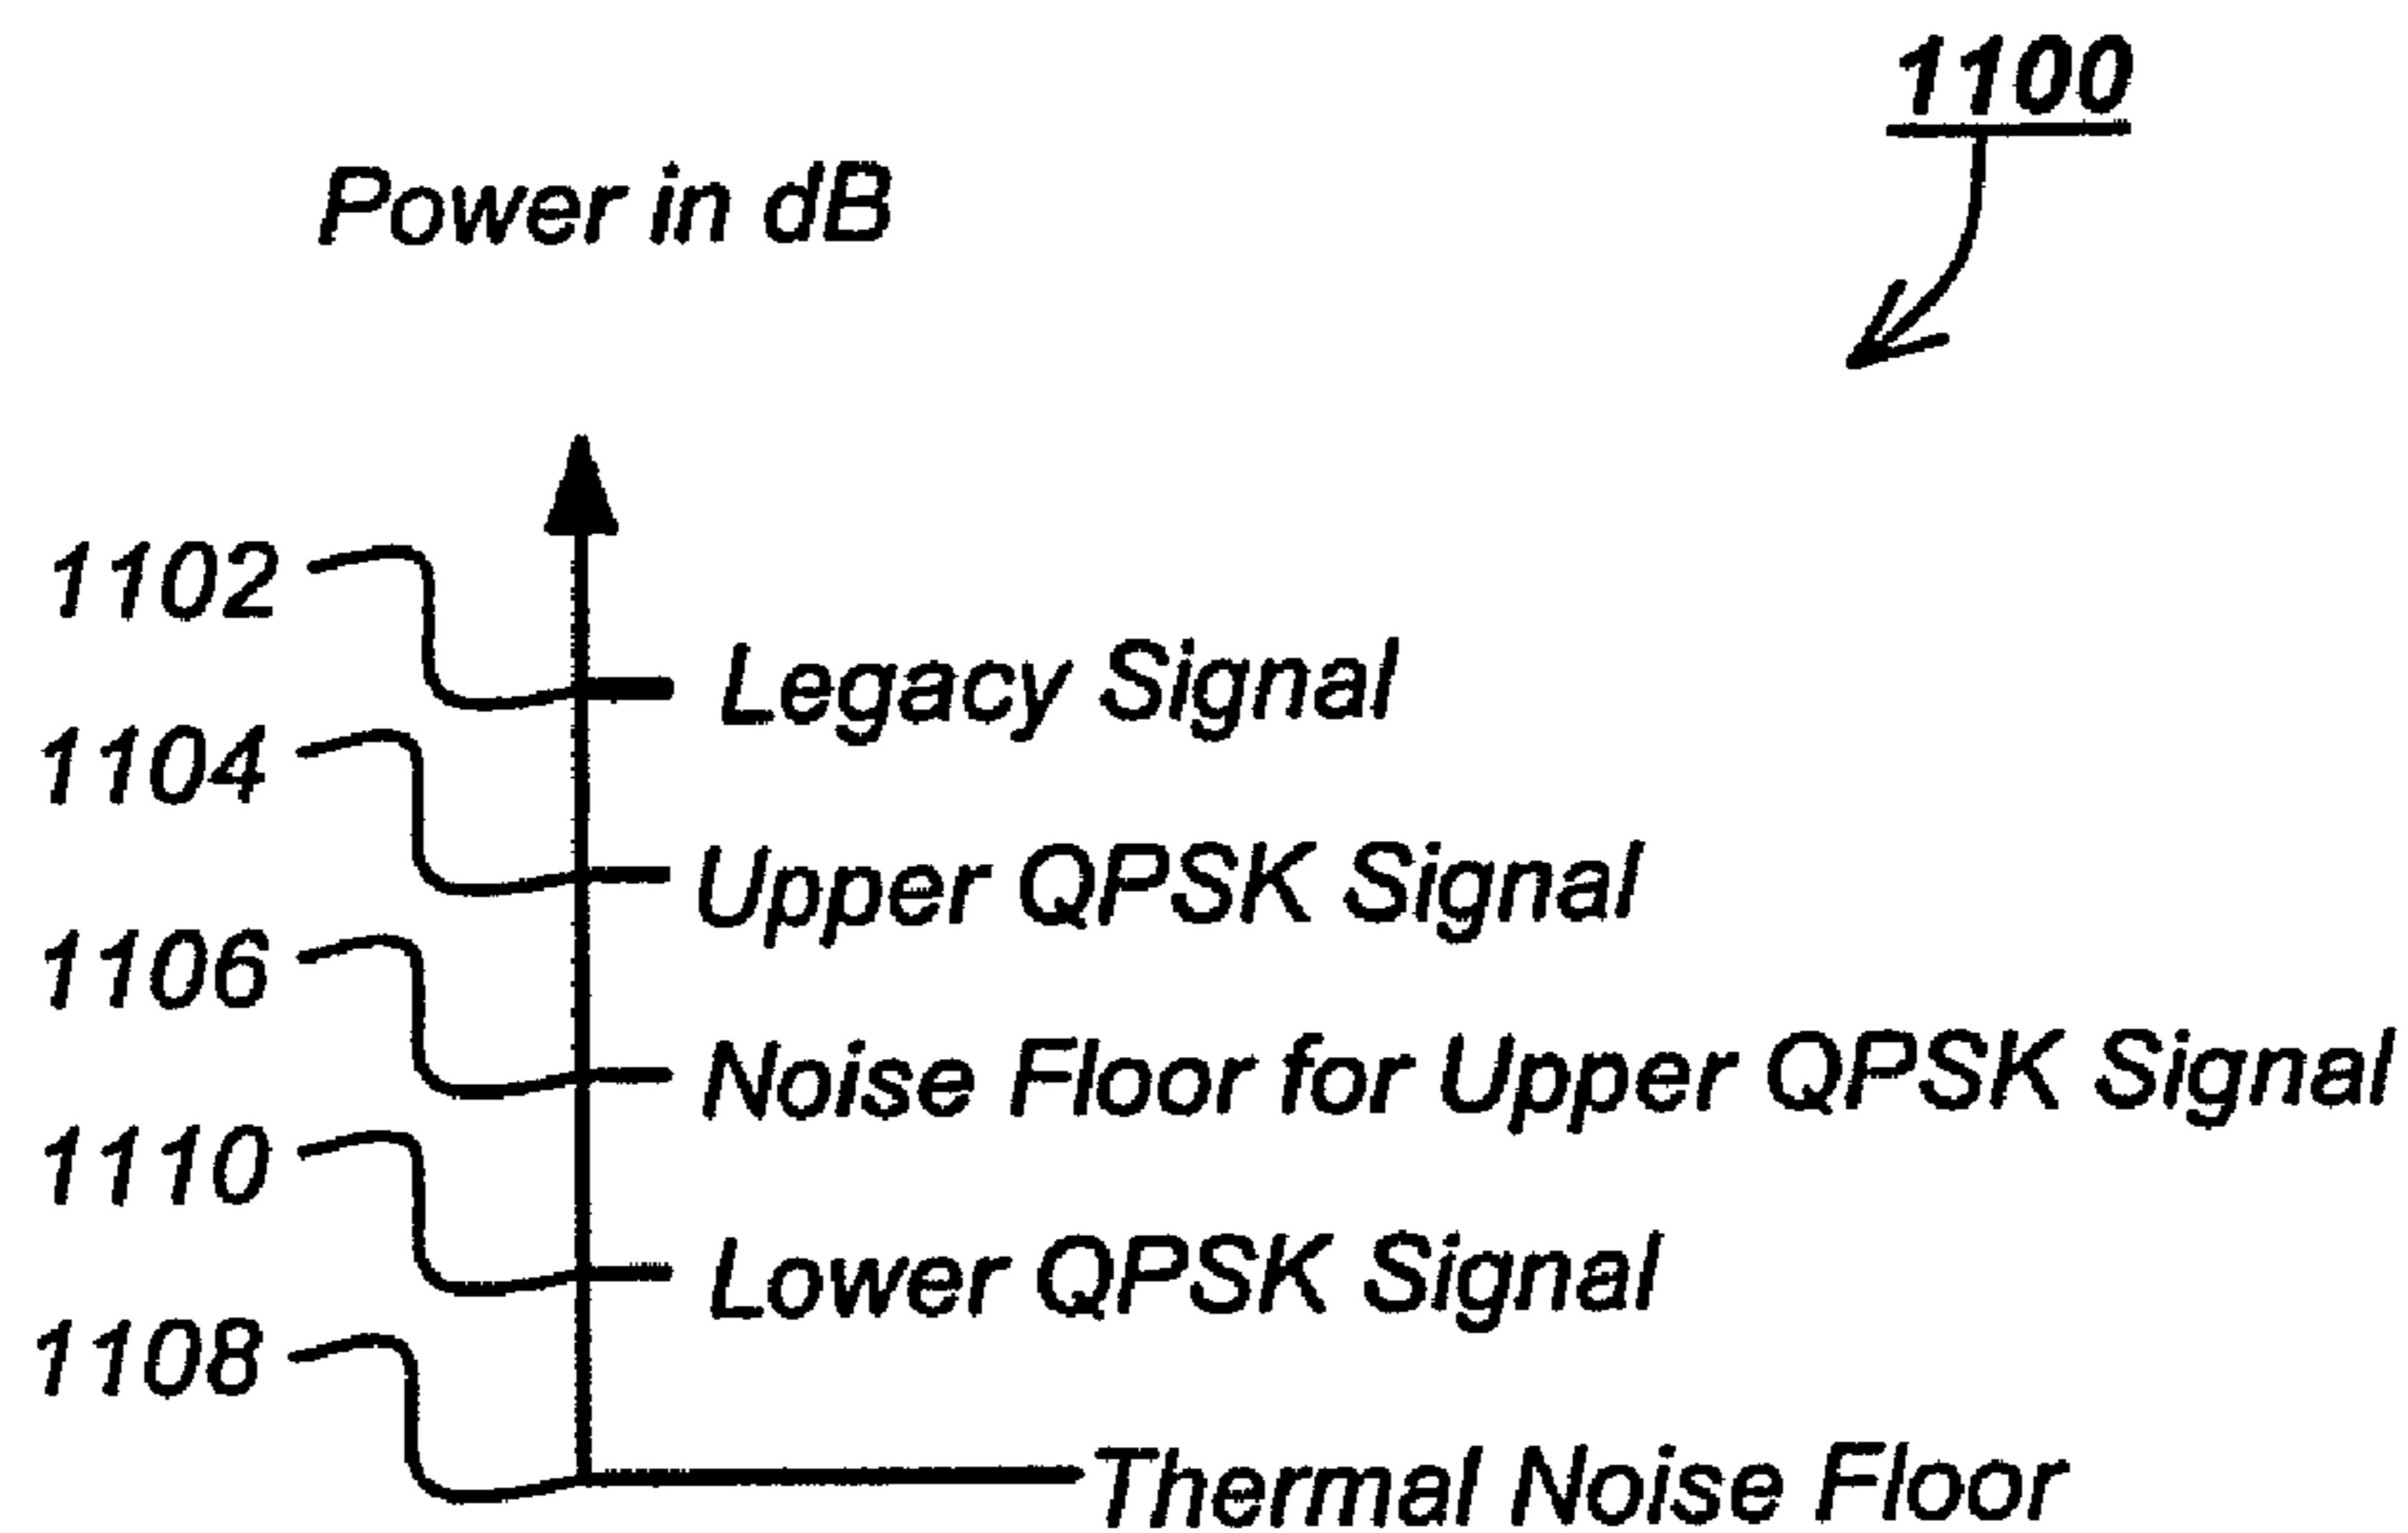 1100
Power in dB
1102
Legacy Signal
1104
Upper QPSK Signal
1106
Noise Floor for Upper QPSK Signal
1110
Lower QPSK Signal
1108
Thermal Noise Floor